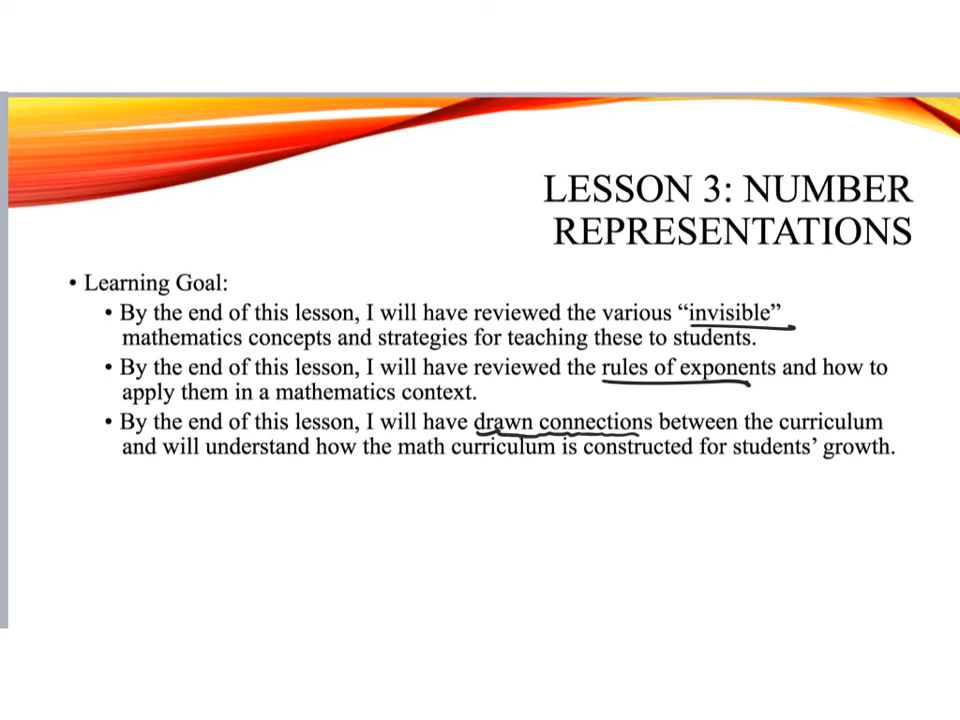 LESSON 3: NUMBER
REPRESENTATIONS
• Learning Goal:
• By the end of this lesson, I will have reviewed the various “invisible”
mathematics concepts and strategies for teaching these to students.
• By the end of this lesson, I will have reviewed the rules of exponents and how to
apply them in a mathematics context.
• By the end of this lesson, I will have drawn connections between the curriculum
and will understand how the math curriculum is constructed for students’ growth.